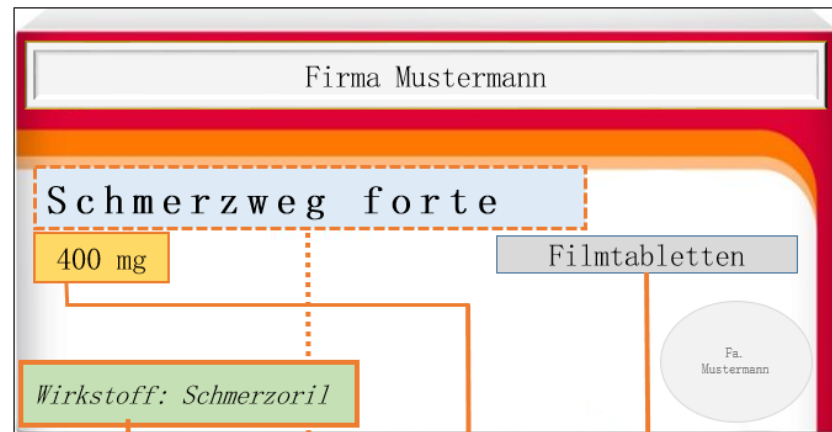 Firma Mustermann
Schmerzweg forte
400 mg
Filmtabletten
Fa.
Mustermann
Wirkstoff: Schmerzoril